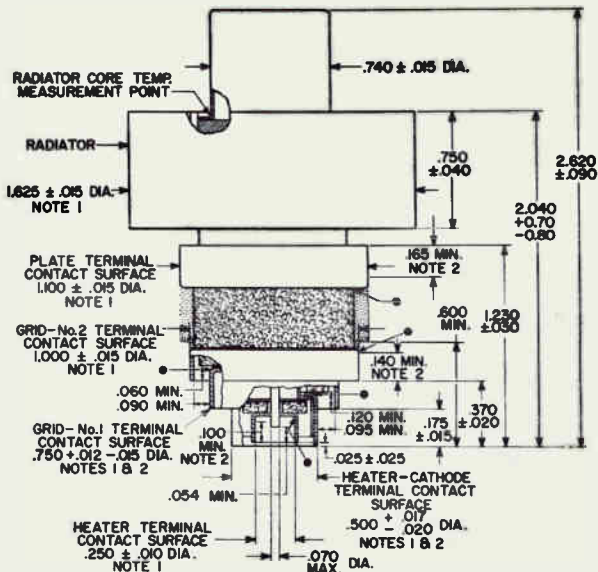 .740 ± .015 DIA.
RADIATOR CORE TEMP.
MEASUREMENT POINT
RADIATOR
1.625 ± .015 DIA.
NOTE 1
.750
±.040
2.040
+0.70
-0.80
2.620
±.090
PLATE TERMINAL
CONTACT SURFACE
1.100 ± .015 DIA.
NOTE 1
.165 MIN.
NOTE 2
.600
MIN.
1.230
±.030
GRID-No.2 TERMINAL
CONTACT SURFACE
1.000 ± .015 DIA.
NOTE 1
.140 MIN.
NOTE 2
.060 MIN.
.090 MIN.
.370
±.020
.120 MIN.
.095 MIN.
.175
±.015
GRID-No.1 TERMINAL
CONTACT SURFACE
.750 +.012 -.015 DIA.
NOTES 1 & 2
.100
MIN.
NOTE 2
.025±.025
.054 MIN.
HEATER-CATHODE
TERMINAL CONTACT
SURFACE
.500 + .017 - .020 DIA.
NOTES 1 & 2
HEATER TERMINAL
CONTACT SURFACE
.250 ± .010 DIA.
NOTE 1
.070
MAX. DIA.